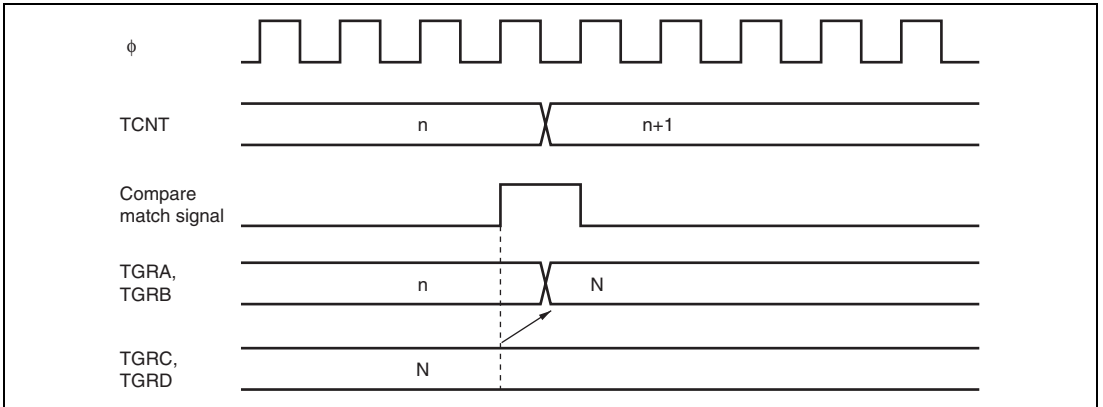 ϕ
TCNT
n
n+1
Compare
match signal
TGRA,
TGRB
n
N
TGRC,
TGRD
N